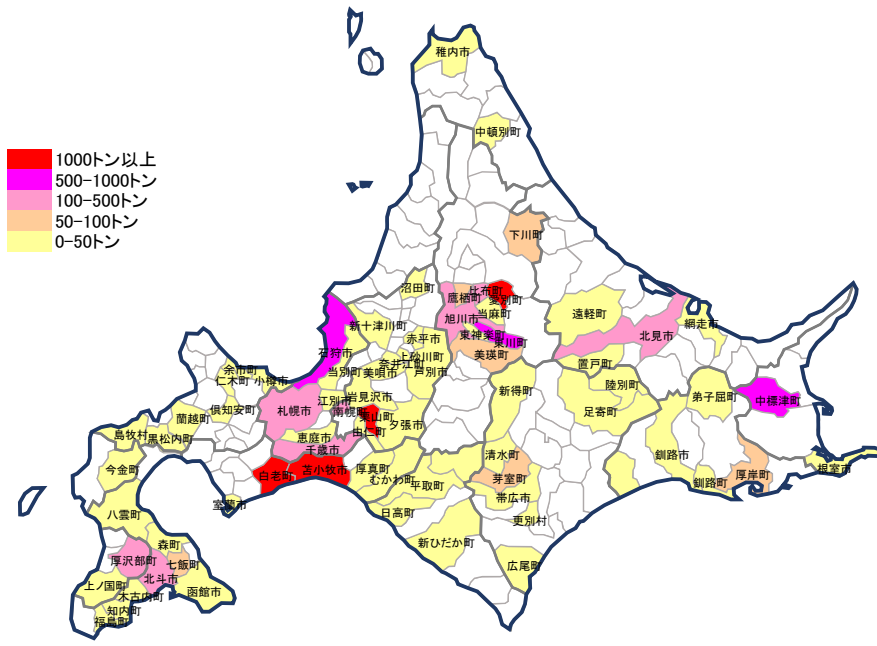 稚内市
中頓別町
1000トン以上
500-1000トン
100-500トン
50-100トン
0-50トン
下川町
沼田町
比布町
鷹栖町
愛別町
当麻町
旭川市
新十津川町
東神楽町
東川町
美瑛町
遠軽町
網走市
北見市
置戸町
石狩市
赤平市
上砂川町
奈井江町
芦別市
美唄市
当別町
余市町
仁木町
小樽市
新得町
陸別町
弟子屈町
中標津町
岩見沢市
江別市
南幌町
栗山町
札幌市
倶知安町
蘭越町
足寄町
夕張市
由仁町
恵庭市
千歳市
島牧村
黒松内町
清水町
釧路市
今金町
白老町
苫小牧市
厚真町
むかわ町
平取町
芽室町
釧路町
厚岸町
根室市
帯広市
室蘭市
八雲町
日高町
更別村
新ひだか町
森町
厚沢部町
七飯町
北斗市
広尾町
上ノ国町
木古内町
函館市
知内町
福島町